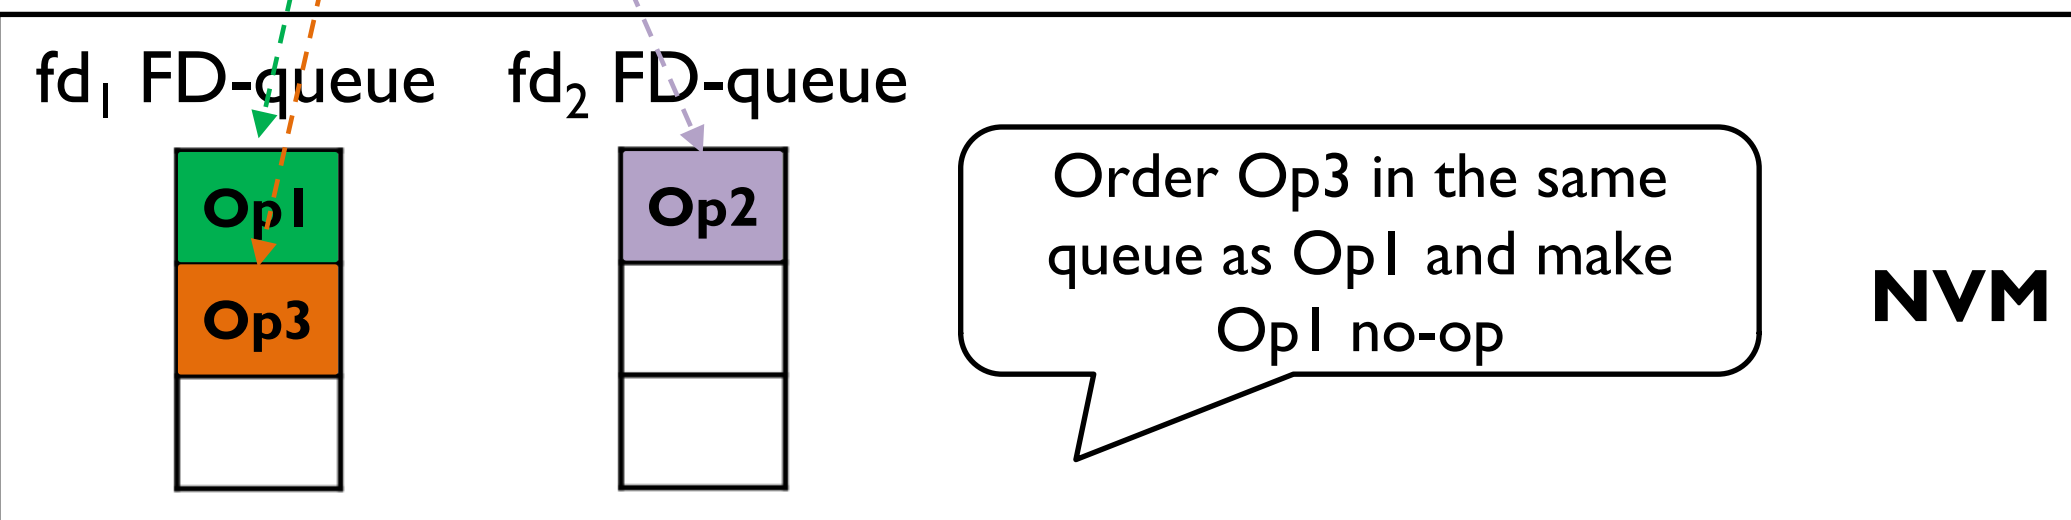 fd₁ FD-queue
fd₂ FD-queue
Op1
Op3
Op2
Order Op3 in the same
queue as Op1 and make
Op1 no-op
NVM